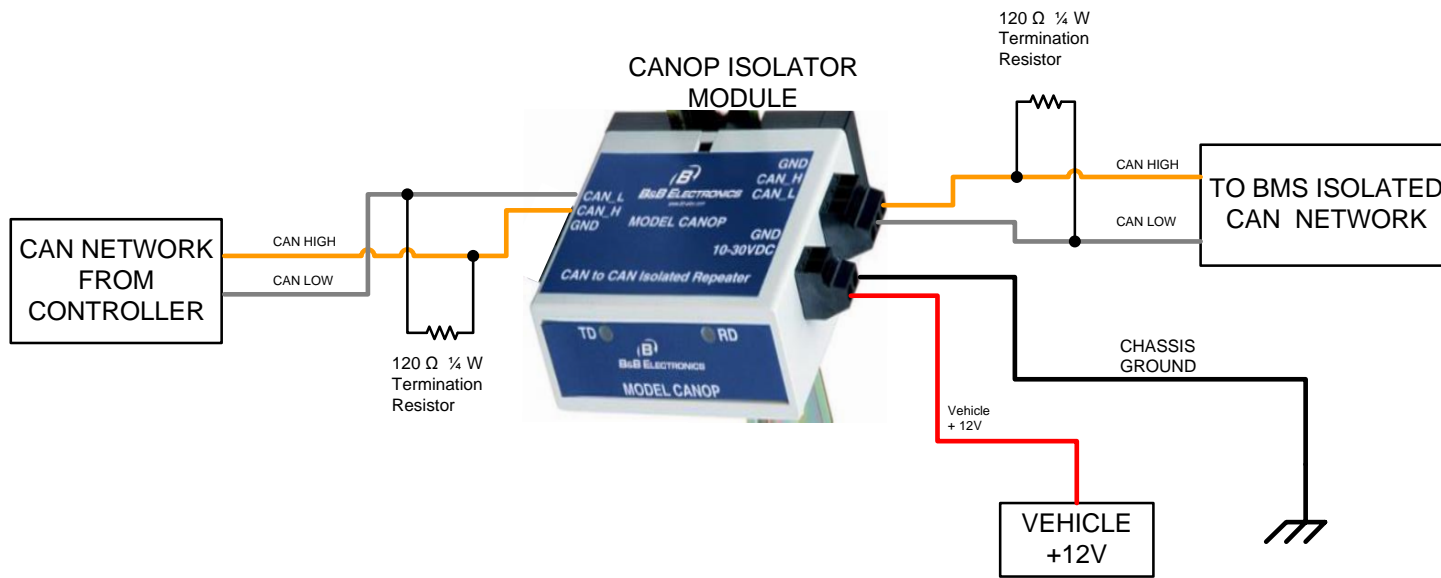 120 Ω ¼ W
Termination
Resistor
CANOP ISOLATOR
MODULE
GND
CAN_H
CAN_L
CAN_L
CAN_H
GND
B&B ELECTRONICS
MODEL CANOP
GND
10-30VDC
CAN to CAN Isolated Repeater
TD
RD
B&B ELECTRONICS
MODEL CANOP
CAN HIGH
TO BMS ISOLATED
CAN NETWORK
CAN LOW
CAN NETWORK
FROM
CONTROLLER
CAN HIGH
CAN LOW
120 Ω ¼ W
Termination
Resistor
CHASSIS
GROUND
Vehicle
+ 12V
VEHICLE
+12V